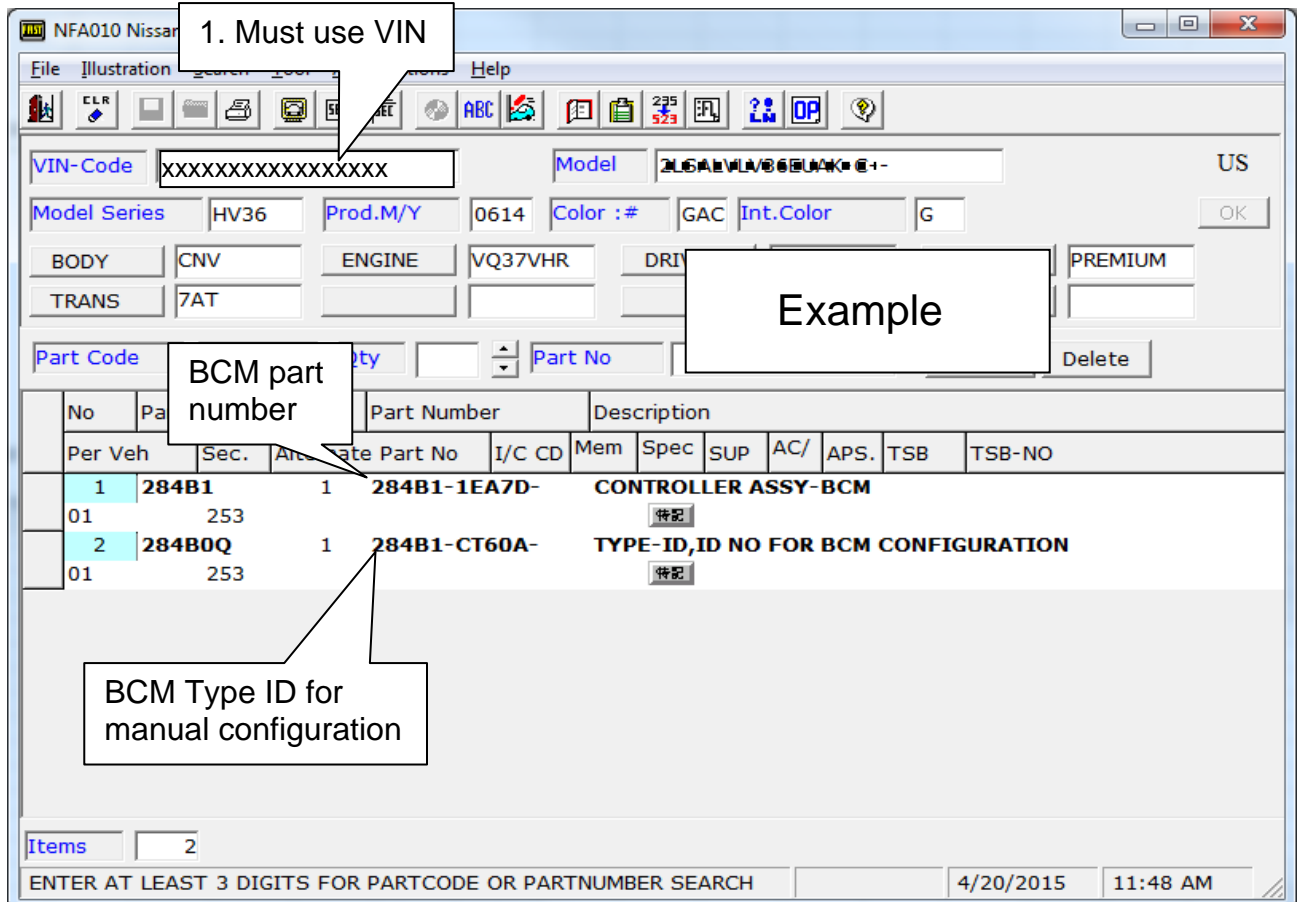 NFA010 Nissan
1. Must use VIN
File Illustration Search Tool Help
CLR ABC 235 523 OP
VIN-Code XXXXXXXXXXXXXXXXX Model US
Model Series HV36 Prod.M/Y 0614 Color :# GAC Int.Color G OK
BODY CNV ENGINE VQ37VHR DRIV PREMIUM
TRANS 7AT
Example
Part Code Qty Part No Delete
BCM part
number
No Pa Part Number Description
Per Veh Sec. Alternate Part No I/C CD Mem Spec SUP AC/ APS. TSB TSB-NO
1 284B1 1 284B1-1EA7D- CONTROLLER ASSY-BCM
01 253 特記
2 284B0Q 1 284B1-CT60A- TYPE-ID,ID NO FOR BCM CONFIGURATION
01 253 特記
BCM Type ID for
manual configuration
Items 2
ENTER AT LEAST 3 DIGITS FOR PARTCODE OR PARTNUMBER SEARCH 4/20/2015 11:48 AM